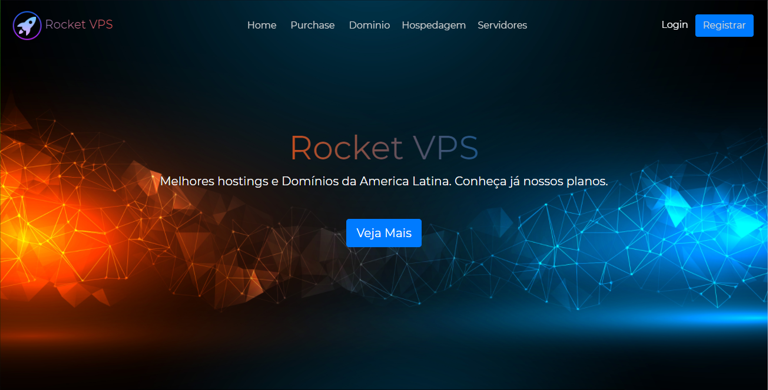 Rocket VPS
Home Purchase Dominio Hospedagem Servidores
Login Registrar
Rocket VPS
Melhores hostings e Domínios da America Latina. Conheça já nossos planos.
Veja Mais